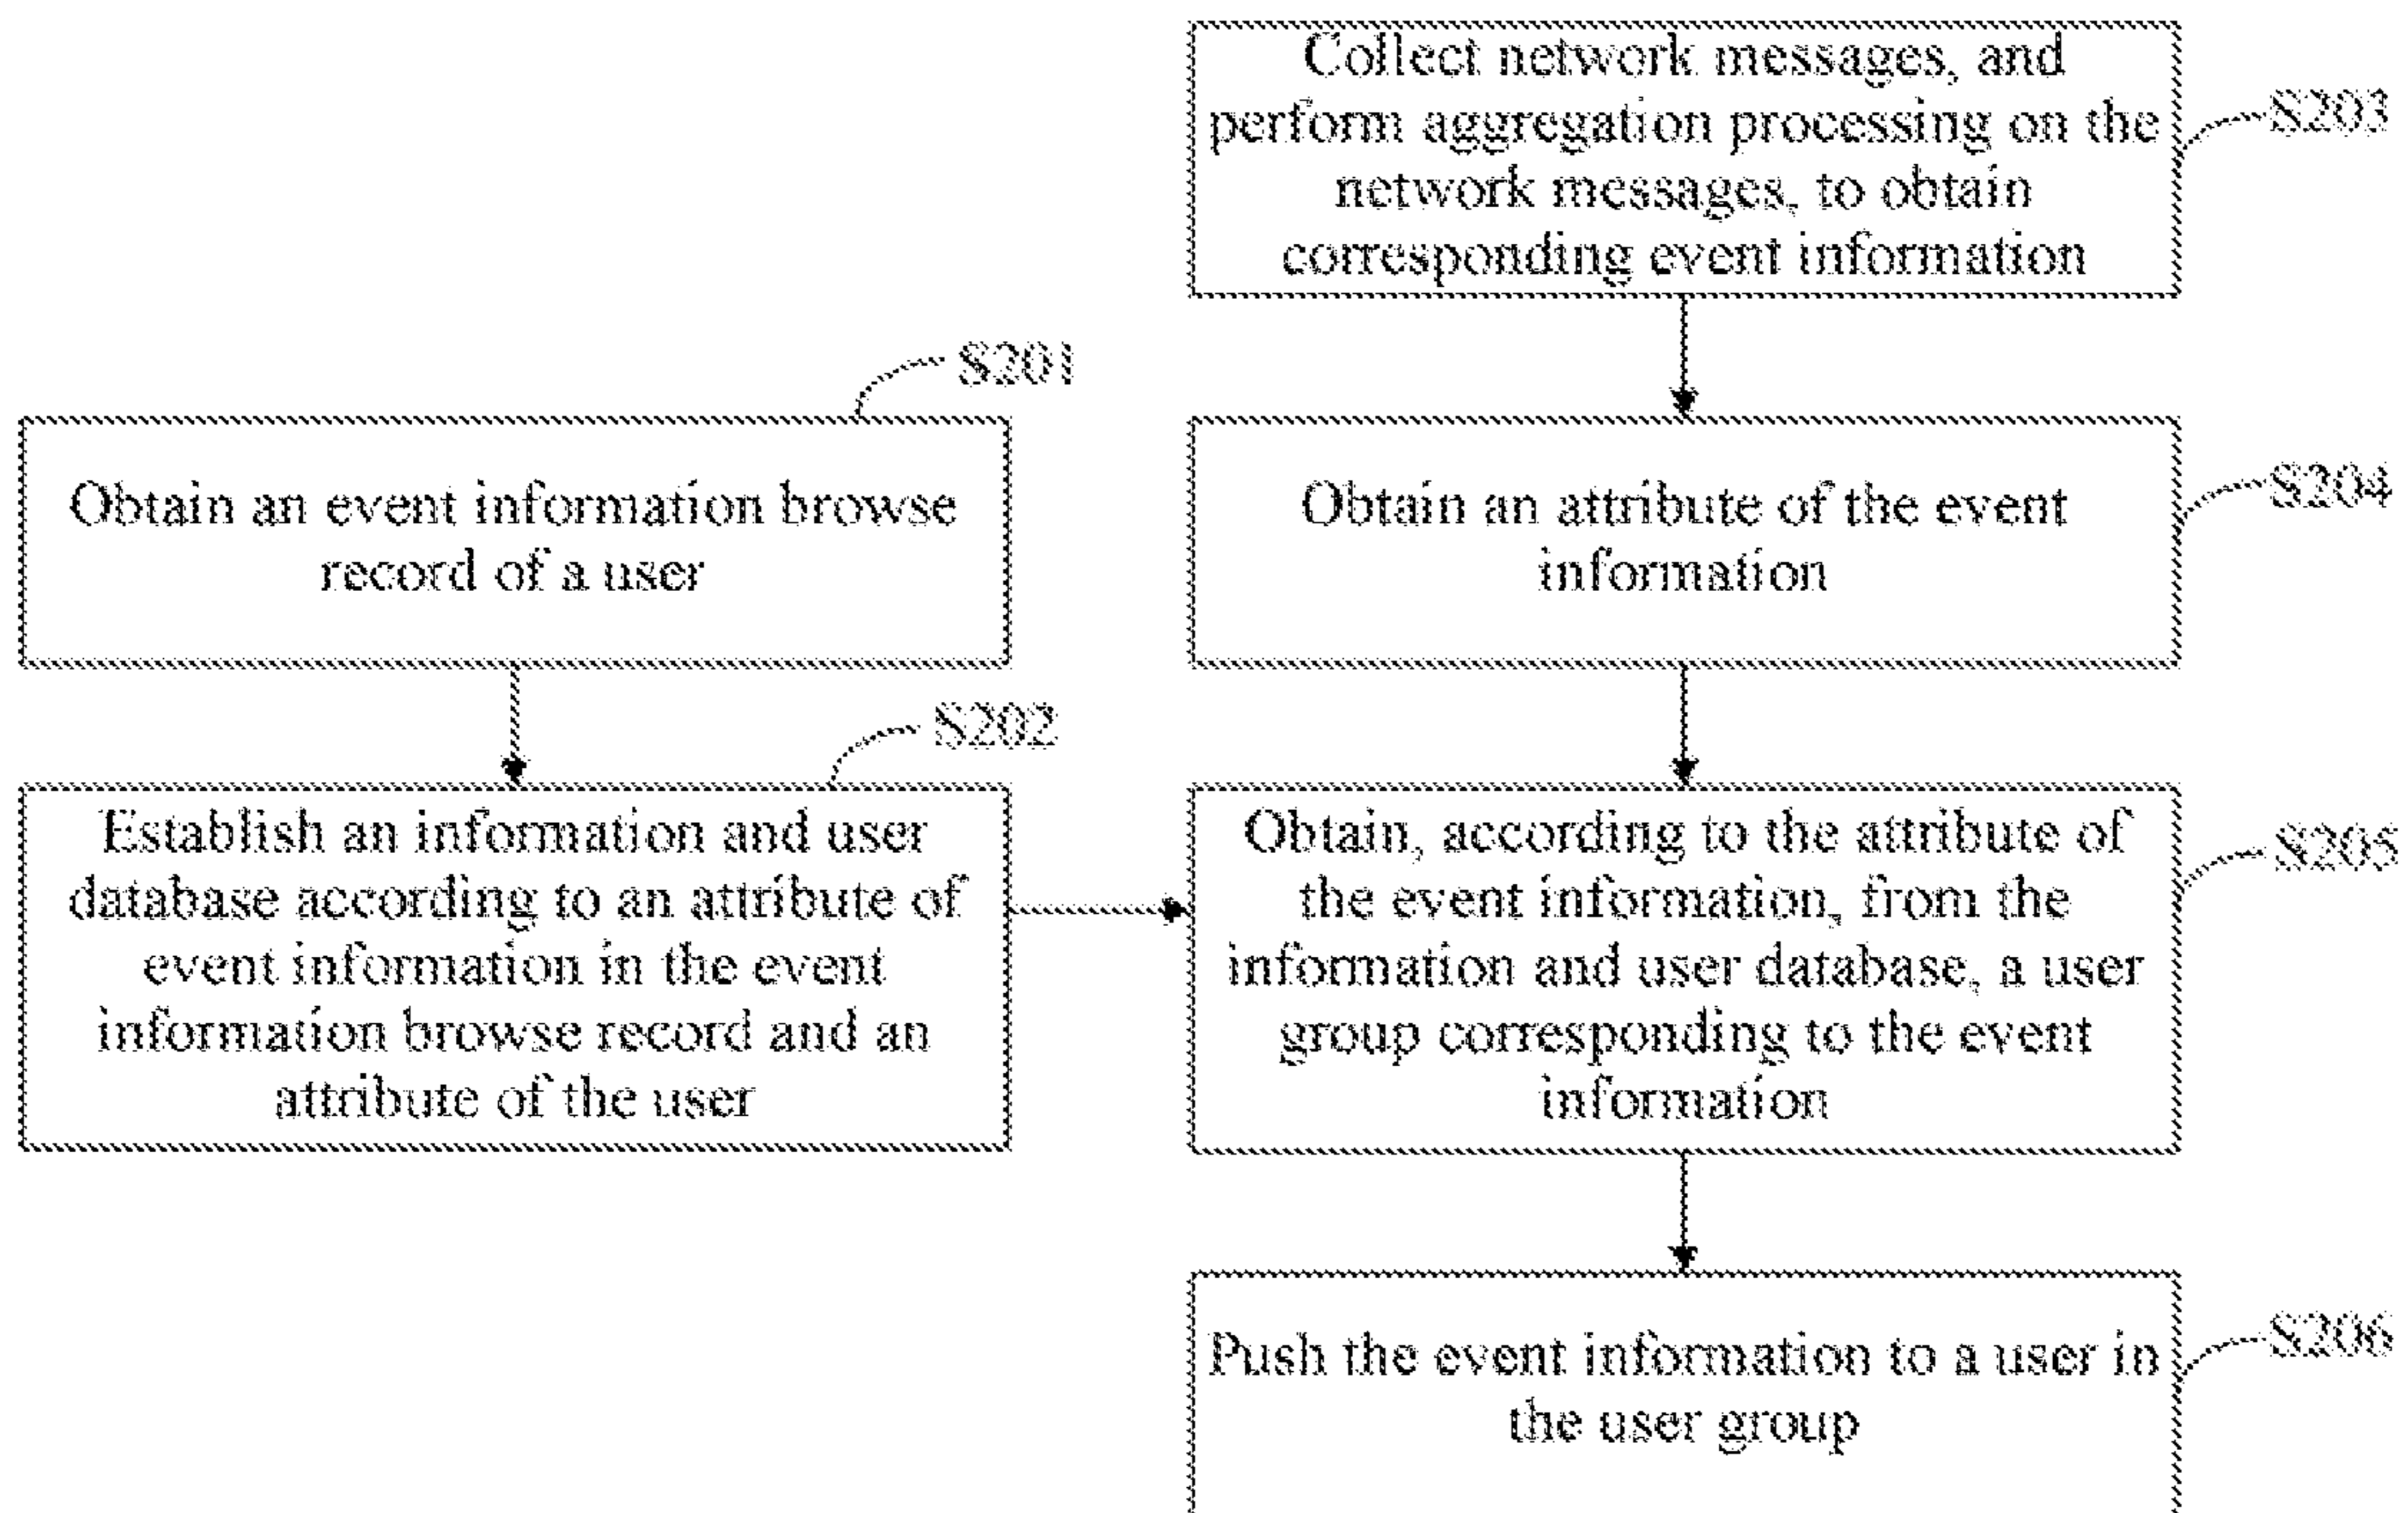 Collect network messages, and
perform aggregation processing on the
network messages, to obtain
corresponding event information
S203
S201
Obtain an event information browse
record of a user
Obtain an attribute of the event
information
S204
S202
Establish an information and user
database according to an attribute of
event information in the event
information browse record and an
attribute of the user
Obtain, according to the attribute of
the event information, from the
information and user database, a user
group corresponding to the event
information
S205
Push the event information to a user in
the user group
S206